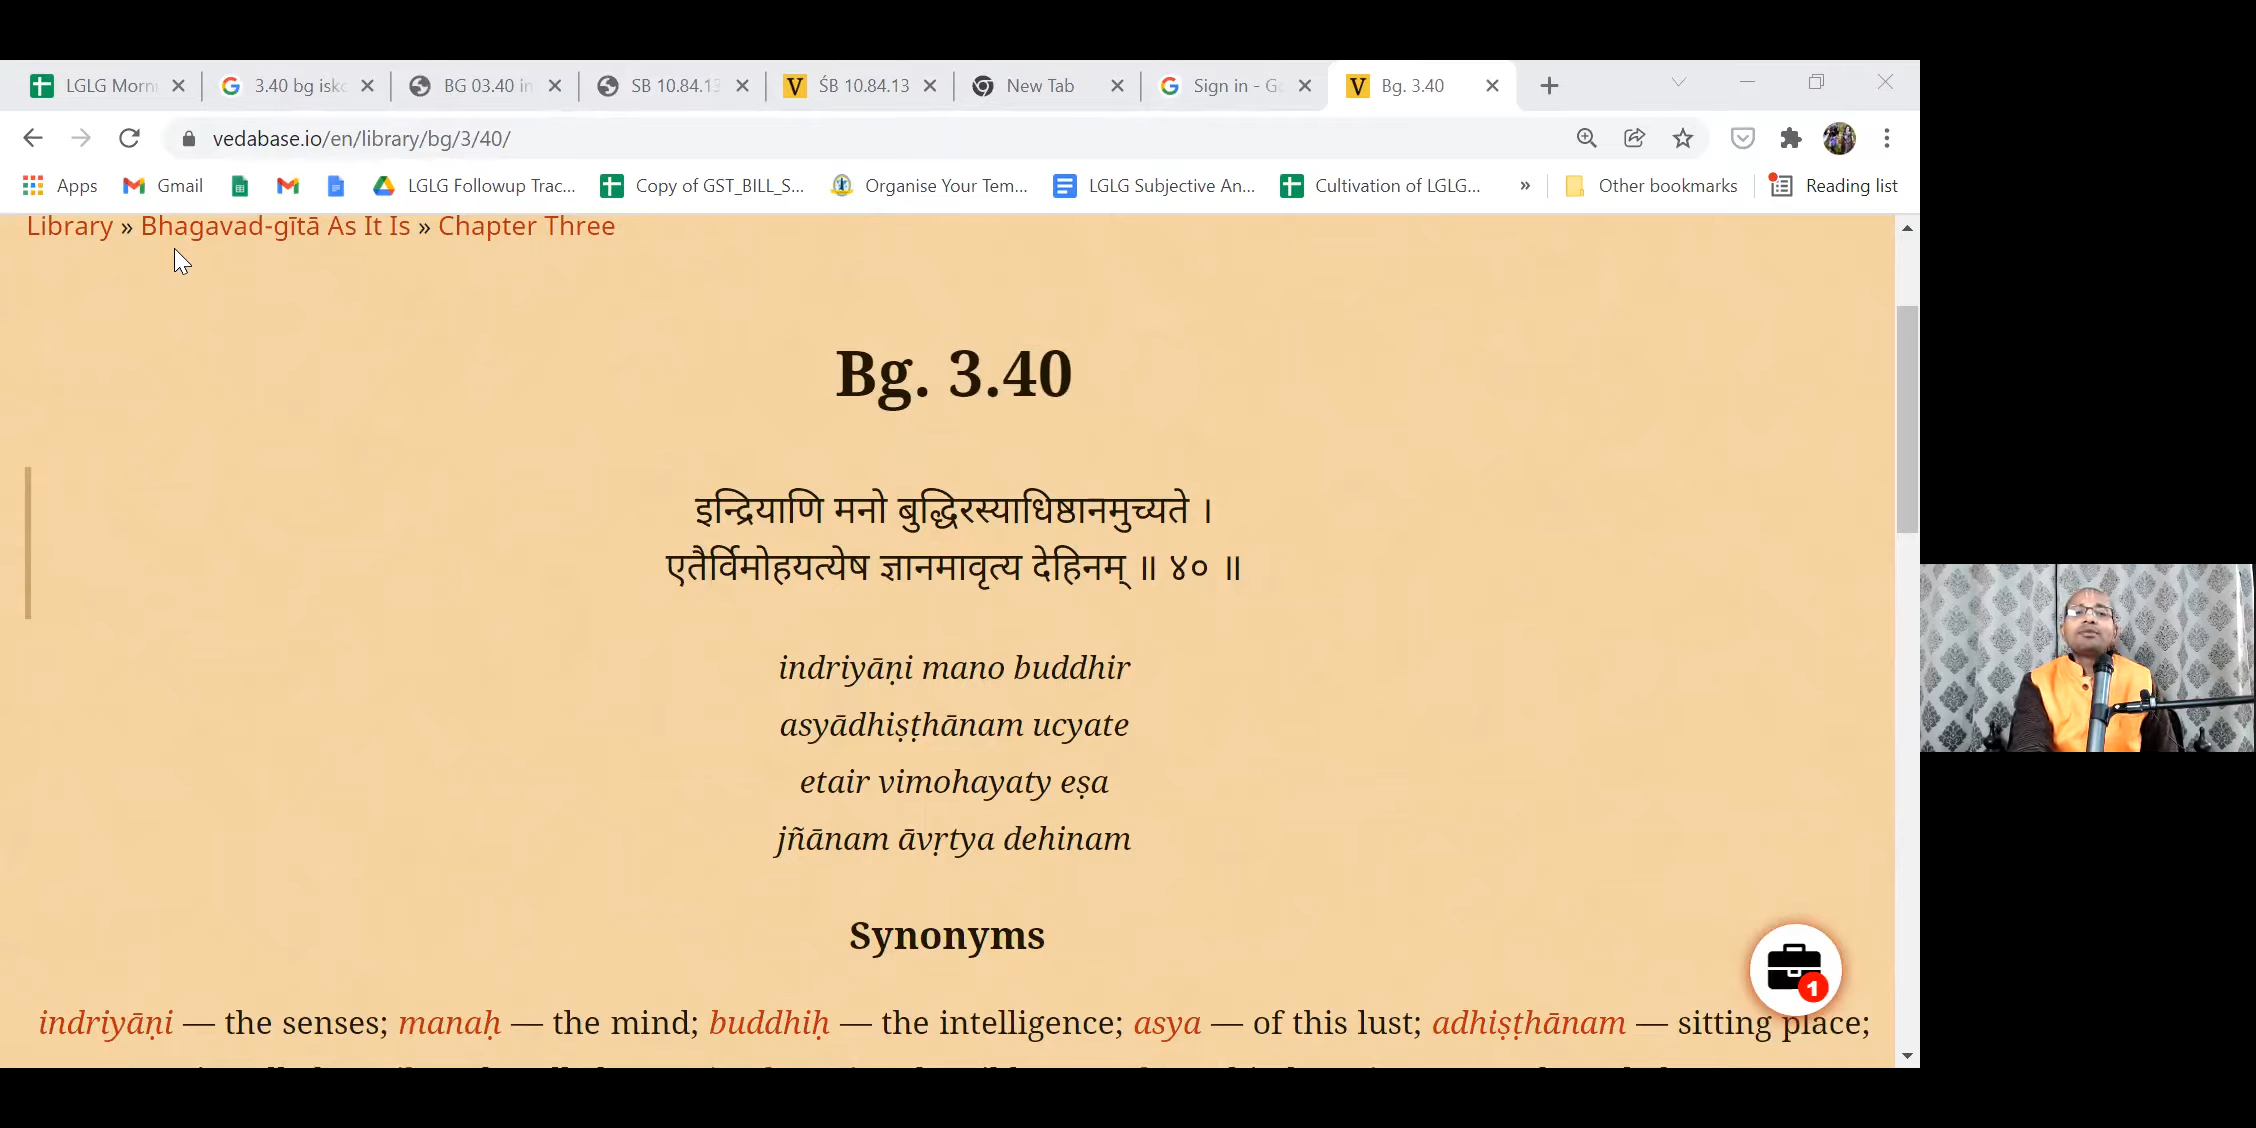 LGLG Morn
3.40 bg isk
BG 03.40 in
SB 10.84.13
ŚB 10.84.13
New Tab
Sign in - G
Bg. 3.40
vedabase.io/en/library/bg/3/40/
Apps
Gmail
LGLG Followup Trac...
Copy of GST_BILL_S...
Organise Your Tem...
LGLG Subjective An...
Cultivation of LGLG...
»
Other bookmarks
Reading list
Library » Bhagavad-gītā As It Is » Chapter Three
Bg. 3.40
इन्द्रियाणि मनो बुद्धिरस्याधिष्ठानमुच्यते ।
एतैर्विमोहयत्येष ज्ञानमावृत्य देहिनम् ॥ ४० ॥
indriyāṇi mano buddhir
asyādhiṣṭhānam ucyate
etair vimohayaty eṣa
jñānam āvṛtya dehinam
Synonyms
1
indriyāṇi — the senses; manaḥ — the mind; buddhiḥ — the intelligence; asya — of this lust; adhiṣṭhānam — sitting place;